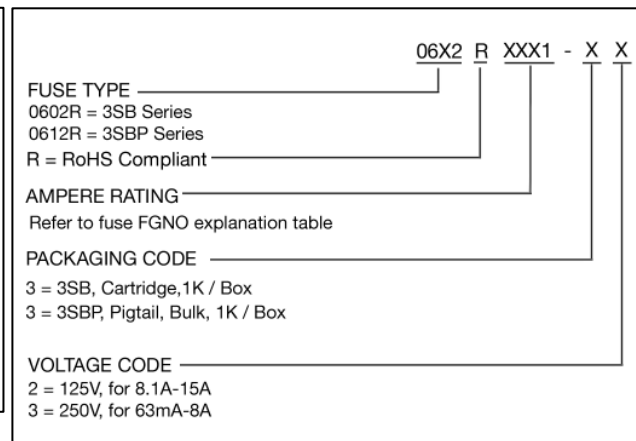 06X2 R XXX1 - X X
FUSE TYPE
0602R = 3SB Series
0612R = 3SBP Series
R = RoHS Compliant
AMPERE RATING
Refer to fuse FGNO explanation table
PACKAGING CODE
3 = 3SB, Cartridge,1K / Box
3 = 3SBP, Pigtail, Bulk, 1K / Box
VOLTAGE CODE
2 = 125V, for 8.1A-15A
3 = 250V, for 63mA-8A